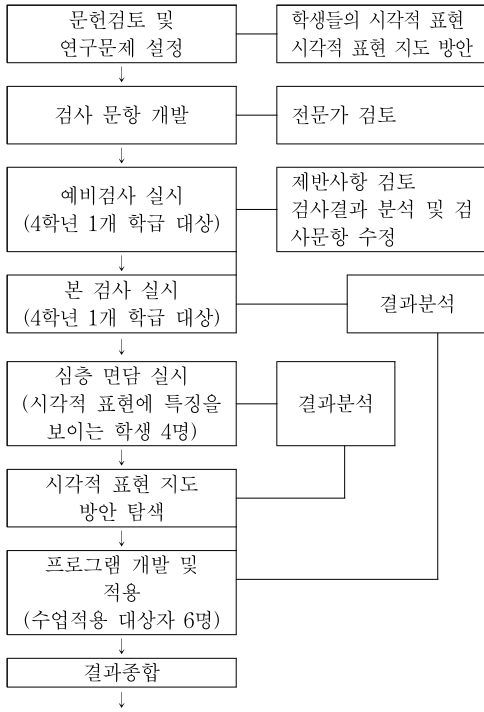 문헌검토 및
연구문제 설정
학생들의 시각적 표현
시각적 표현 지도 방안
↓
검사 문항 개발
전문가 검토
↓
예비검사 실시
(4학년 1개 학급 대상)
제반사항 검토
검사결과 분석 및 검
사문항 수정
↓
본 검사 실시
(4학년 1개 학급 대상)
결과분석
↓
심층 면담 실시
(시각적 표현에 특징을
보이는 학생 4명)
결과분석
↓
시각적 표현 지도
방안 탐색
↓
프로그램 개발 및
적용
(수업적용 대상자 6명)
↓
결과종합
↓